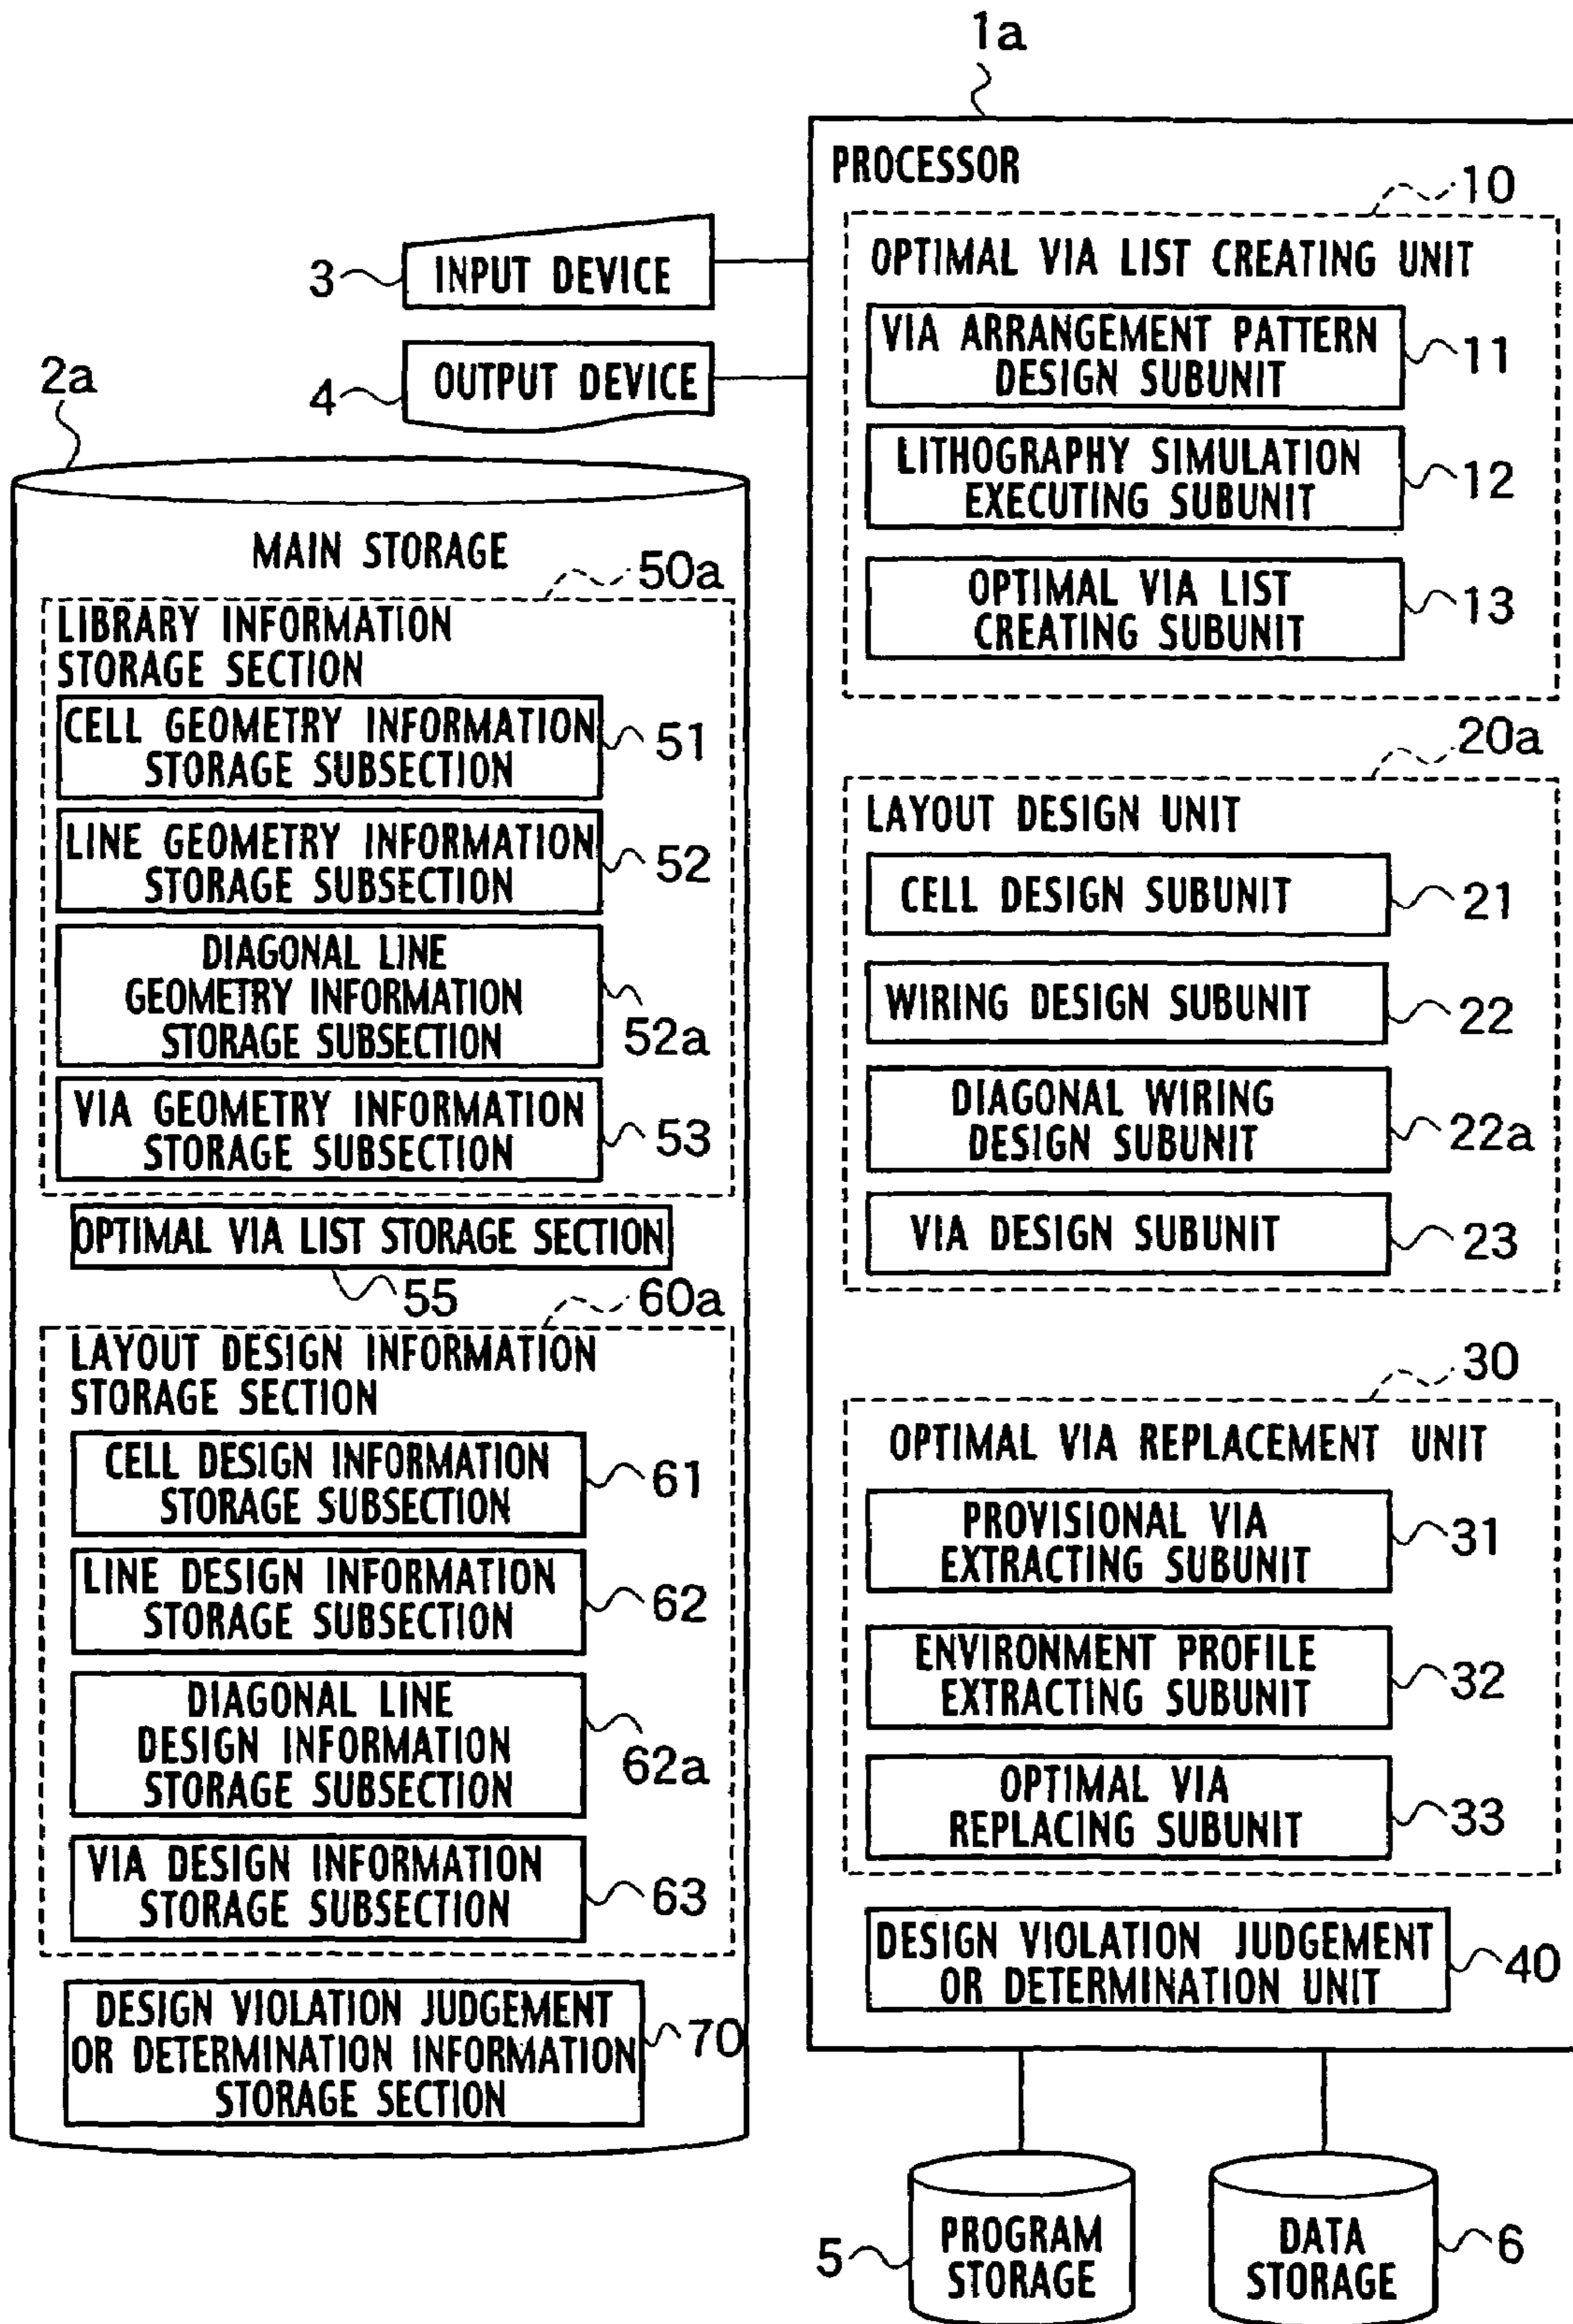 1a
PROCESSOR
10
OPTIMAL VIA LIST CREATING UNIT
VIA ARRANGEMENT PATTERN
DESIGN SUBUNIT
11
LITHOGRAPHY SIMULATION
EXECUTING SUBUNIT
12
OPTIMAL VIA LIST
CREATING SUBUNIT
13
20a
LAYOUT DESIGN UNIT
CELL DESIGN SUBUNIT
21
WIRING DESIGN SUBUNIT
22
DIAGONAL WIRING
DESIGN SUBUNIT
22a
VIA DESIGN SUBUNIT
23
30
OPTIMAL VIA REPLACEMENT UNIT
PROVISIONAL VIA
EXTRACTING SUBUNIT
31
ENVIRONMENT PROFILE
EXTRACTING SUBUNIT
32
OPTIMAL VIA
REPLACING SUBUNIT
33
DESIGN VIOLATION JUDGEMENT
OR DETERMINATION UNIT
40
3
INPUT DEVICE
4
OUTPUT DEVICE
2a
MAIN STORAGE
50a
LIBRARY INFORMATION
STORAGE SECTION
CELL GEOMETRY INFORMATION
STORAGE SUBSECTION
51
LINE GEOMETRY INFORMATION
STORAGE SUBSECTION
52
DIAGONAL LINE
GEOMETRY INFORMATION
STORAGE SUBSECTION
52a
VIA GEOMETRY INFORMATION
STORAGE SUBSECTION
53
OPTIMAL VIA LIST STORAGE SECTION
55
60a
LAYOUT DESIGN INFORMATION
STORAGE SECTION
CELL DESIGN INFORMATION
STORAGE SUBSECTION
61
LINE DESIGN INFORMATION
STORAGE SUBSECTION
62
DIAGONAL LINE
DESIGN INFORMATION
STORAGE SUBSECTION
62a
VIA DESIGN INFORMATION
STORAGE SUBSECTION
63
DESIGN VIOLATION JUDGEMENT
OR DETERMINATION INFORMATION
STORAGE SECTION
70
5
PROGRAM
STORAGE
DATA
STORAGE
6